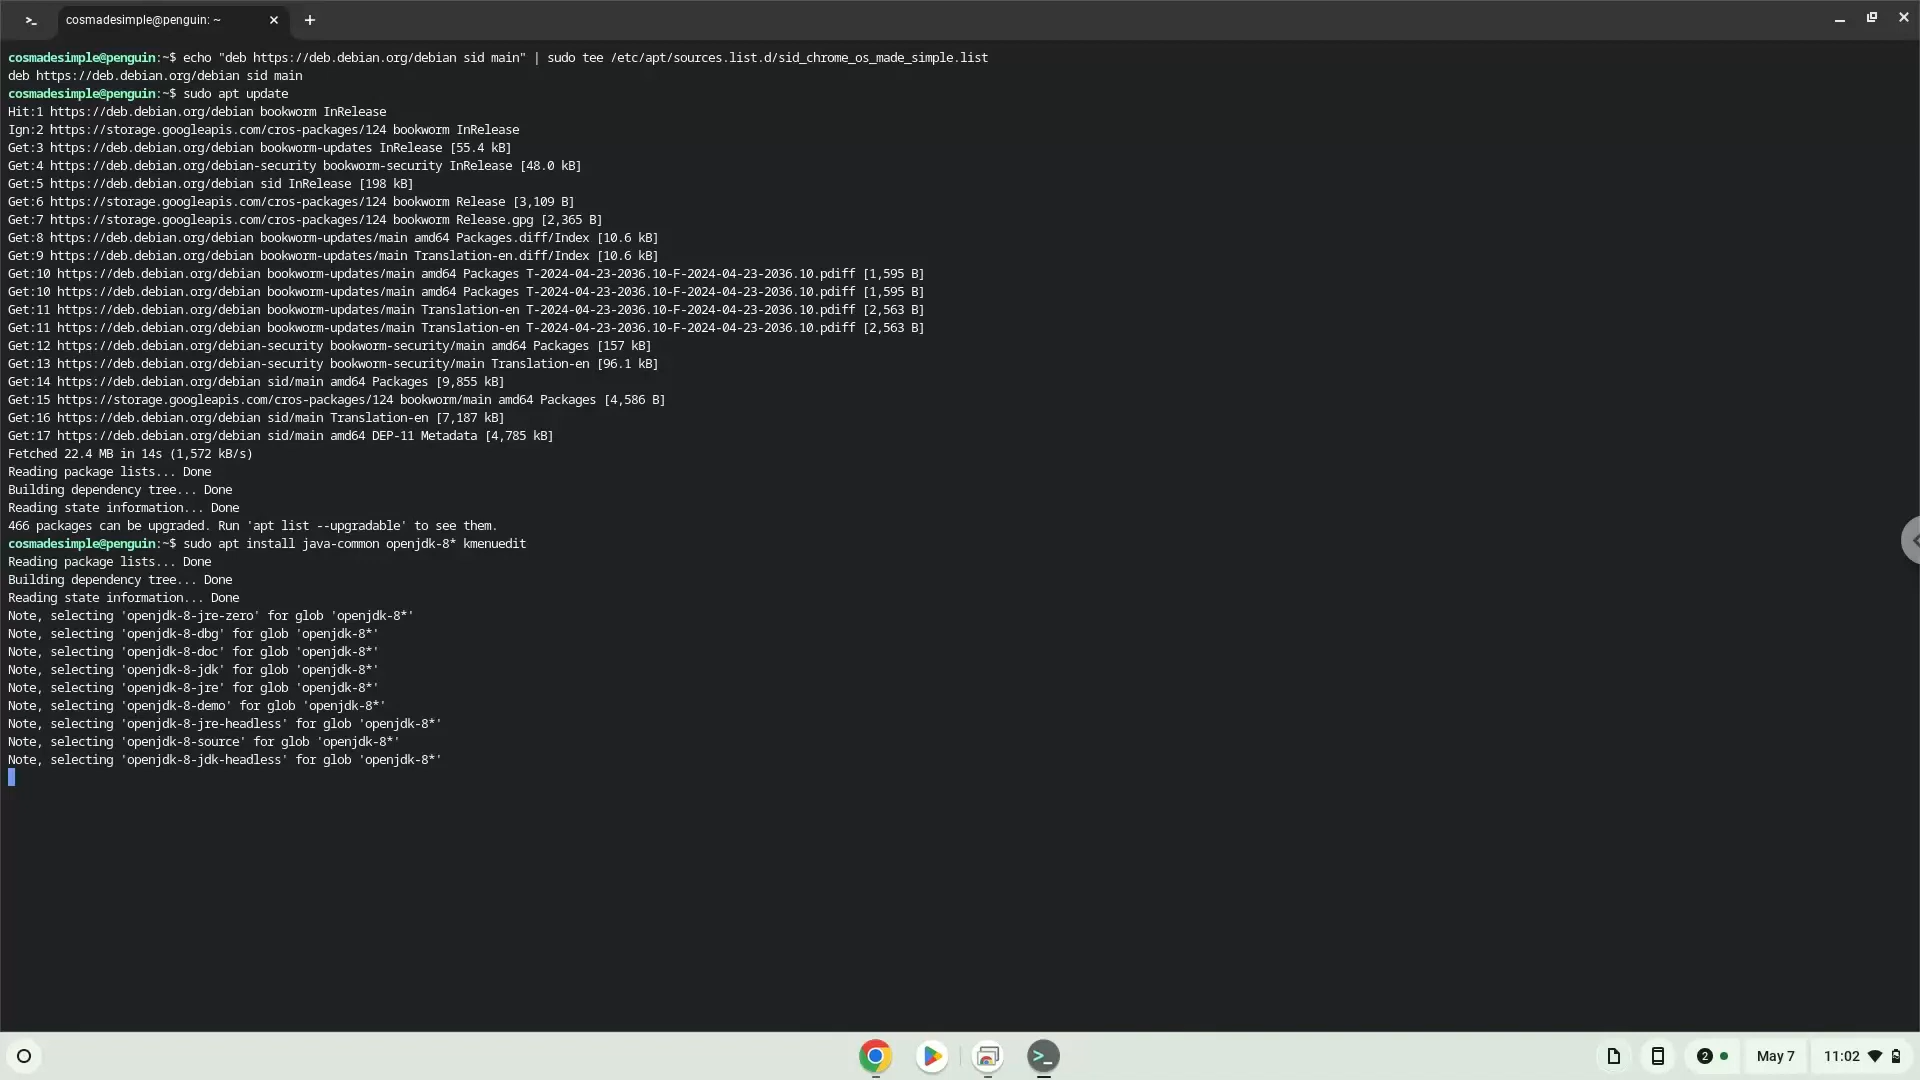 >_
cosmadesimple@penguin: ~
cosmadesimple@penguin:~$ echo "deb https://deb.debian.org/debian sid main" | sudo tee /etc/apt/sources.list.d/sid_chrome_os_made_simple.list
deb https://deb.debian.org/debian sid main
cosmadesimple@penguin:~$ sudo apt update
Hit:1 https://deb.debian.org/debian bookworm InRelease
Ign:2 https://storage.googleapis.com/cros-packages/124 bookworm InRelease
Get:3 https://deb.debian.org/debian bookworm-updates InRelease [55.4 kB]
Get:4 https://deb.debian.org/debian-security bookworm-security InRelease [48.0 kB]
Get:5 https://deb.debian.org/debian sid InRelease [198 kB]
Get:6 https://storage.googleapis.com/cros-packages/124 bookworm Release [3,109 B]
Get:7 https://storage.googleapis.com/cros-packages/124 bookworm Release.gpg [2,365 B]
Get:8 https://deb.debian.org/debian bookworm-updates/main amd64 Packages.diff/Index [10.6 kB]
Get:9 https://deb.debian.org/debian bookworm-updates/main Translation-en.diff/Index [10.6 kB]
Get:10 https://deb.debian.org/debian bookworm-updates/main amd64 Packages T-2024-04-23-2036.10-F-2024-04-23-2036.10.pdiff [1,595 B]
Get:10 https://deb.debian.org/debian bookworm-updates/main amd64 Packages T-2024-04-23-2036.10-F-2024-04-23-2036.10.pdiff [1,595 B]
Get:11 https://deb.debian.org/debian bookworm-updates/main Translation-en T-2024-04-23-2036.10-F-2024-04-23-2036.10.pdiff [2,563 B]
Get:11 https://deb.debian.org/debian bookworm-updates/main Translation-en T-2024-04-23-2036.10-F-2024-04-23-2036.10.pdiff [2,563 B]
Get:12 https://deb.debian.org/debian-security bookworm-security/main amd64 Packages [157 kB]
Get:13 https://deb.debian.org/debian-security bookworm-security/main Translation-en [96.1 kB]
Get:14 https://deb.debian.org/debian sid/main amd64 Packages [9,855 kB]
Get:15 https://storage.googleapis.com/cros-packages/124 bookworm/main amd64 Packages [4,586 B]
Get:16 https://deb.debian.org/debian sid/main Translation-en [7,187 kB]
Get:17 https://deb.debian.org/debian sid/main amd64 DEP-11 Metadata [4,785 kB]
Fetched 22.4 MB in 14s (1,572 kB/s)
Reading package lists... Done
Building dependency tree... Done
Reading state information... Done
466 packages can be upgraded. Run 'apt list --upgradable' to see them.
cosmadesimple@penguin:~$ sudo apt install java-common openjdk-8* kmenuedit
Reading package lists... Done
Building dependency tree... Done
Reading state information... Done
Note, selecting 'openjdk-8-jre-zero' for glob 'openjdk-8*'
Note, selecting 'openjdk-8-dbg' for glob 'openjdk-8*'
Note, selecting 'openjdk-8-doc' for glob 'openjdk-8*'
Note, selecting 'openjdk-8-jdk' for glob 'openjdk-8*'
Note, selecting 'openjdk-8-jre' for glob 'openjdk-8*'
Note, selecting 'openjdk-8-demo' for glob 'openjdk-8*'
Note, selecting 'openjdk-8-jre-headless' for glob 'openjdk-8*'
Note, selecting 'openjdk-8-source' for glob 'openjdk-8*'
Note, selecting 'openjdk-8-jdk-headless' for glob 'openjdk-8*'
>_
2
May 7
11:02